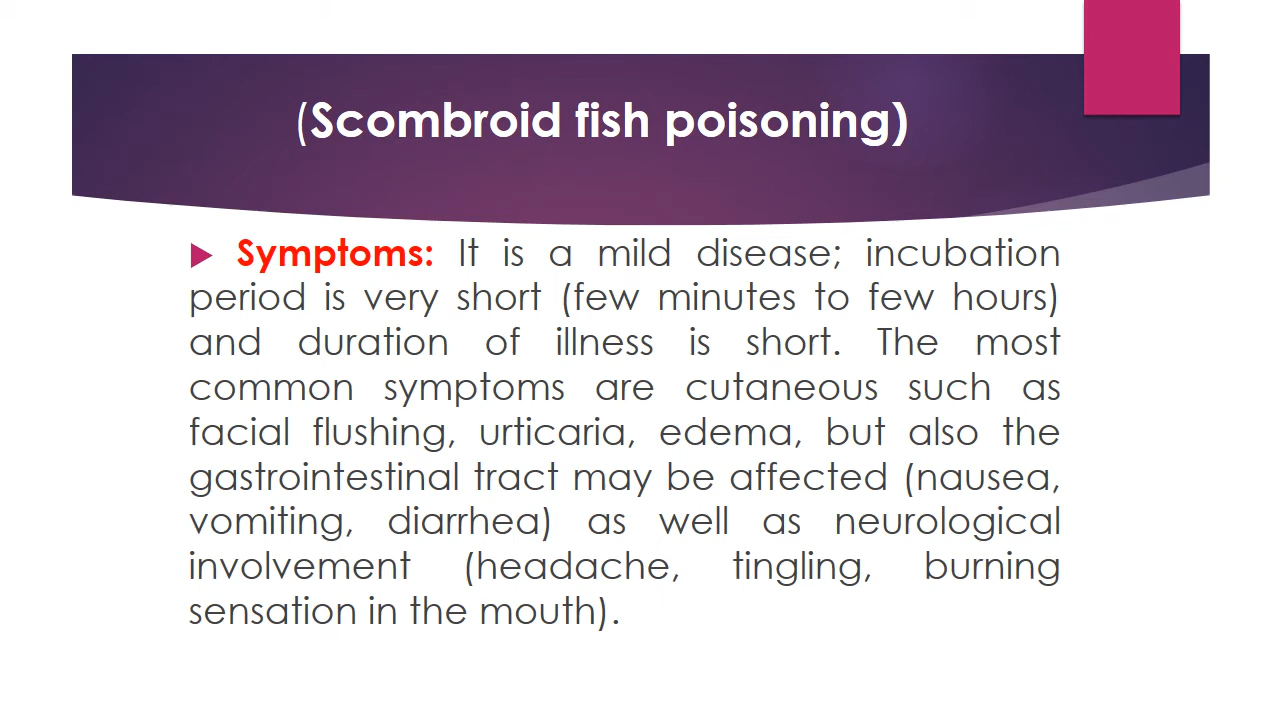 (Scombroid fish poisoning)
Symptoms: It is a mild disease; incubation
period is very short (few minutes to few hours)
and duration of illness is short. The most
common symptoms are cutaneous such as
facial flushing, urticaria, edema, but also the
gastrointestinal tract may be affected (nausea,
vomiting, diarrhea) as well as neurological
involvement (headache, tingling, burning
sensation in the mouth).